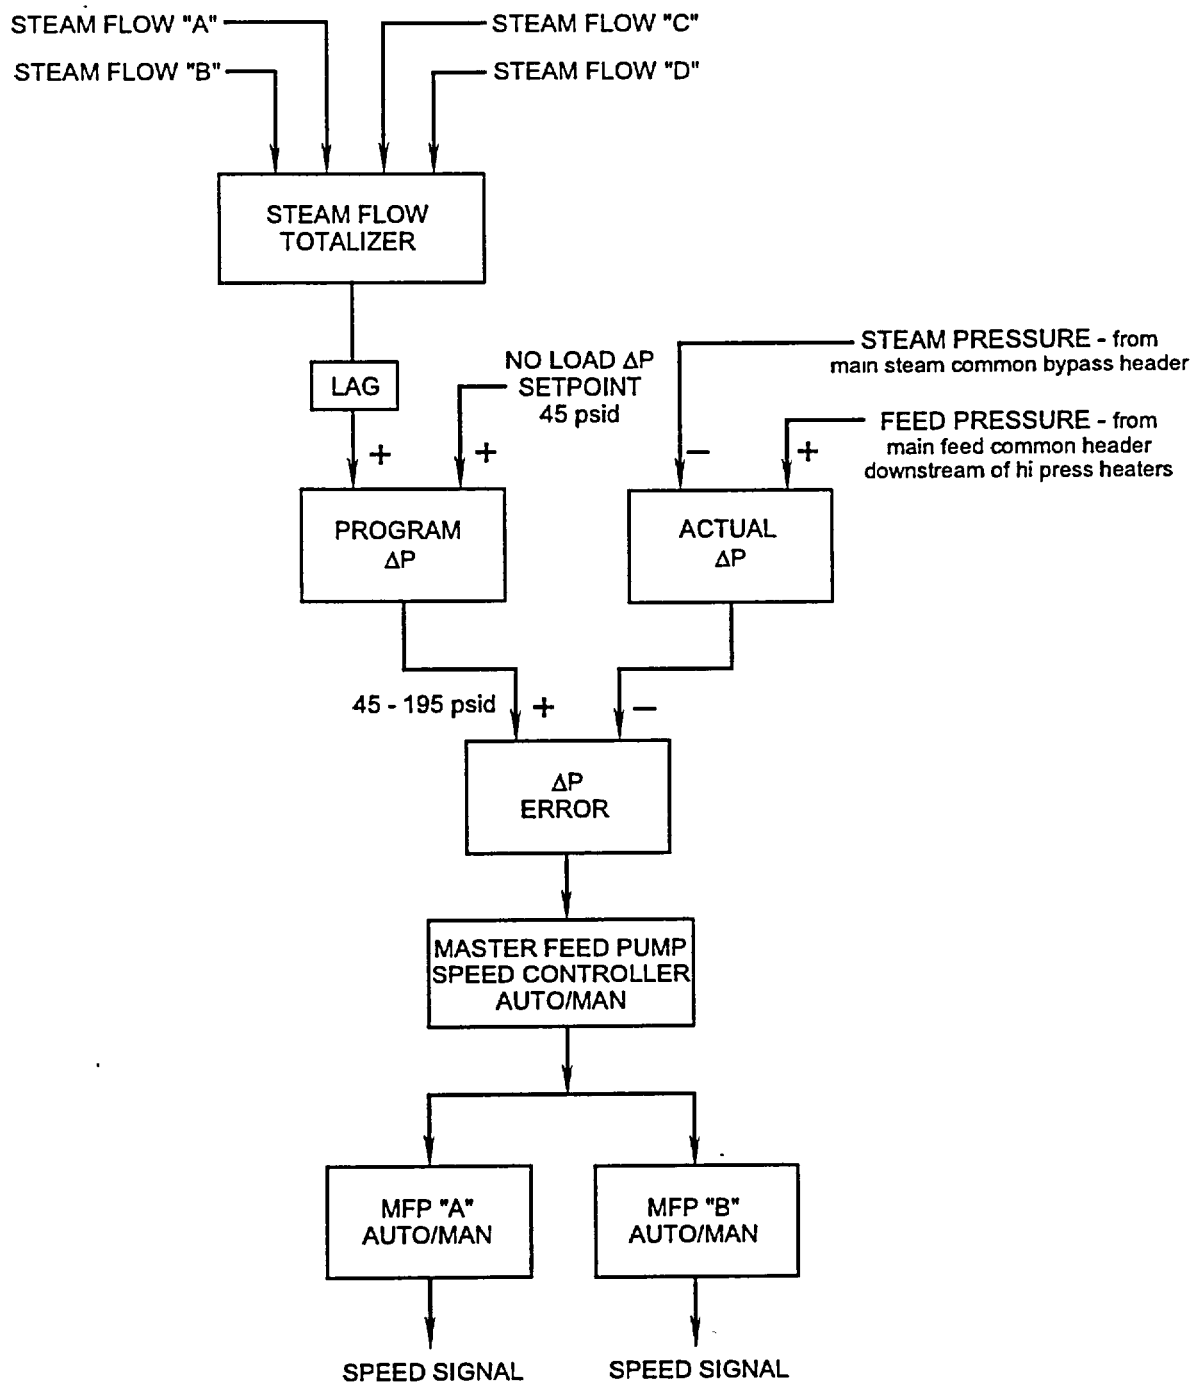 STEAM FLOW "A"
STEAM FLOW "C"
STEAM FLOW "B"
STEAM FLOW "D"
STEAM FLOW
TOTALIZER
LAG
NO LOAD ΔP
SETPOINT
45 psid
STEAM PRESSURE - from
main steam common bypass header
FEED PRESSURE - from
main feed common header
downstream of hi press heaters
+
+
−
+
PROGRAM
ΔP
ACTUAL
ΔP
45 - 195 psid
+
−
ΔP
ERROR
MASTER FEED PUMP
SPEED CONTROLLER
AUTO/MAN
MFP "A"
AUTO/MAN
MFP "B"
AUTO/MAN
SPEED SIGNAL
SPEED SIGNAL